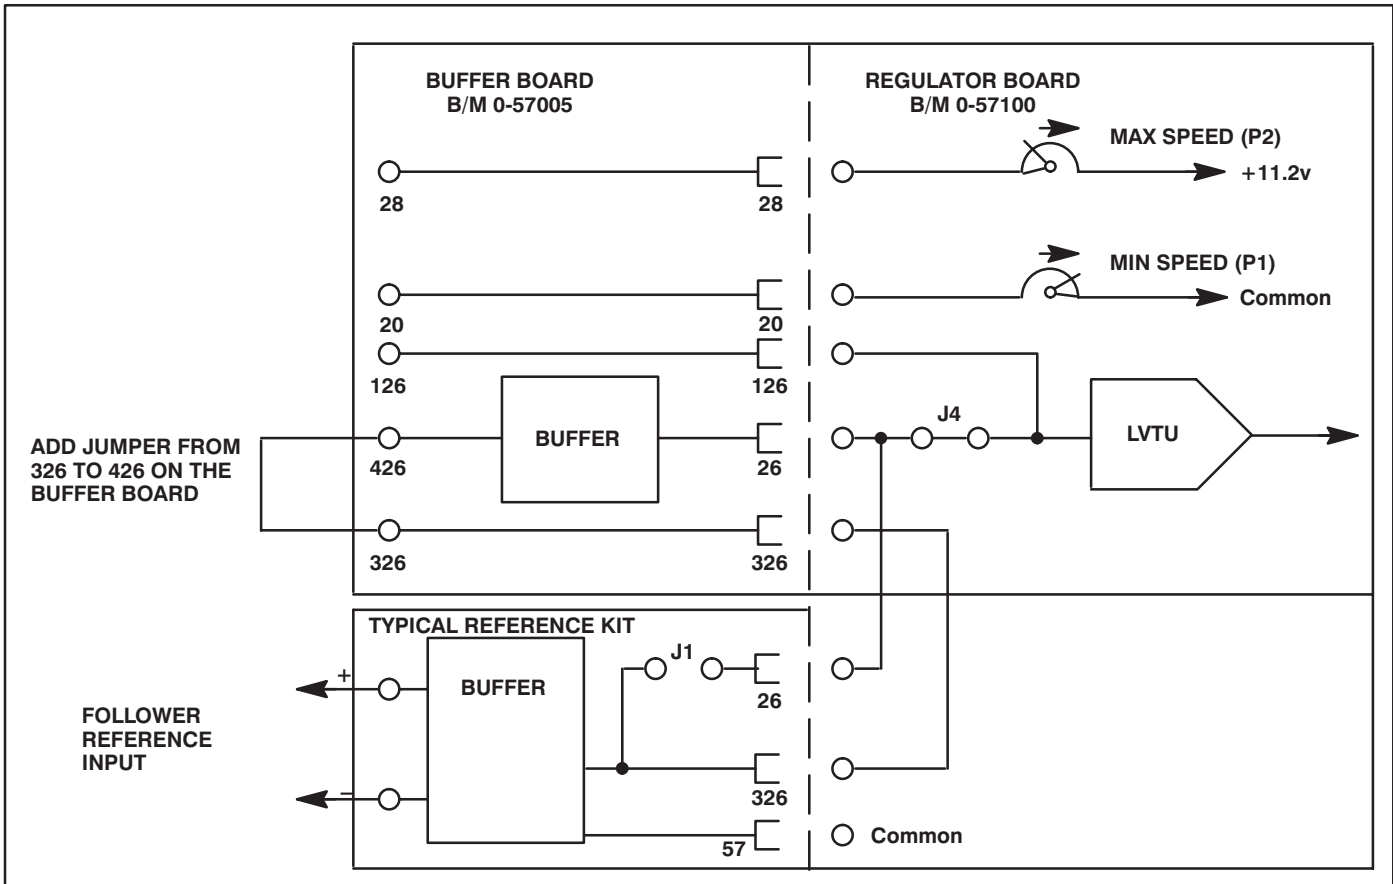 BUFFER BOARD
B/M 0-57005
REGULATOR BOARD
B/M 0-57100
MAX SPEED (P2)
+11.2v
28
28
MIN SPEED (P1)
Common
20
20
126
126
ADD JUMPER FROM
326 TO 426 ON THE
BUFFER BOARD
426
BUFFER
26
J4
LVTU
326
326
TYPICAL REFERENCE KIT
FOLLOWER
REFERENCE
INPUT
+
−
BUFFER
J1
26
326
57
Common